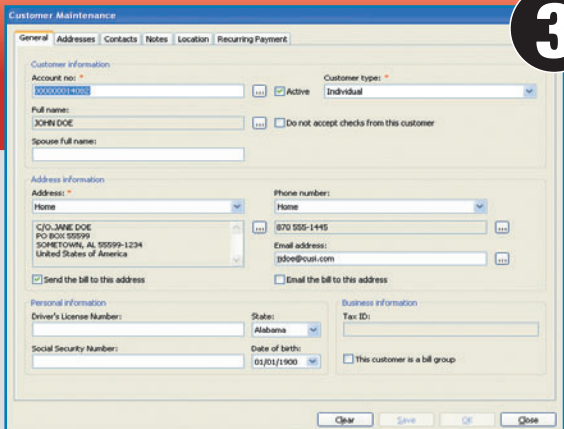 3
Customer Maintenance
General Addresses Contacts Notes Location Recurring Payment
Customer information
Account no: * Customer type: *
000000014082 ... Active Individual
Full name:
JOHN DOE ... Do not accept checks from this customer
Spouse full name:
Address information
Address: * Phone number:
Home Home
C/O.JANE DOE ... 870 555-1445 ...
PO BOX 55599
SOMETOWN, AL 55599-1234 Email address:
United States of America jjdoe@cusi.com ...
Send the bill to this address Email the bill to this address
Personal information Business information
Driver's License Number: State: Tax ID:
Alabama
Social Security Number: Date of birth:
01/01/1900 This customer is a bill group
Clear Save OK Close